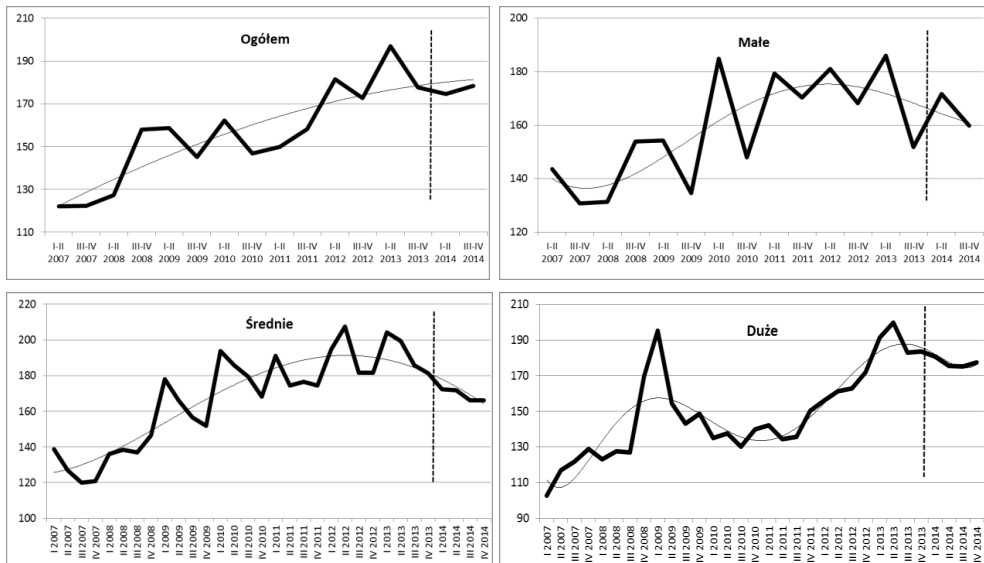 Ogółem
210
190
170
150
130
110
I-II III-IV I-II III-IV I-II III-IV I-II III-IV I-II III-IV I-II III-IV I-II III-IV I-II III-IV
2007 2007 2008 2008 2009 2009 2010 2010 2011 2011 2012 2012 2013 2013 2014 2014
Małe
200
180
160
140
120
I-II III-IV I-II III-IV I-II III-IV I-II III-IV I-II III-IV I-II III-IV I-II III-IV I-II III-IV
2007 2007 2008 2008 2009 2009 2010 2010 2011 2011 2012 2012 2013 2013 2014 2014
Średnie
220
200
180
160
140
120
100
I 2007
II 2007
III 2007
IV 2007
I 2008
II 2008
III 2008
IV 2008
I 2009
II 2009
III 2009
IV 2009
I 2010
II 2010
III 2010
IV 2010
I 2011
II 2011
III 2011
IV 2011
I 2012
II 2012
III 2012
IV 2012
I 2013
II 2013
III 2013
IV 2013
I 2014
II 2014
III 2014
IV 2014
Duże
210
190
170
150
130
110
90
I 2007
II 2007
III 2007
IV 2007
I 2008
II 2008
III 2008
IV 2008
I 2009
II 2009
III 2009
IV 2009
I 2010
II 2010
III 2010
IV 2010
I 2011
II 2011
III 2011
IV 2011
I 2012
II 2012
III 2012
IV 2012
I 2013
II 2013
III 2013
IV 2013
I 2014
II 2014
III 2014
IV 2014